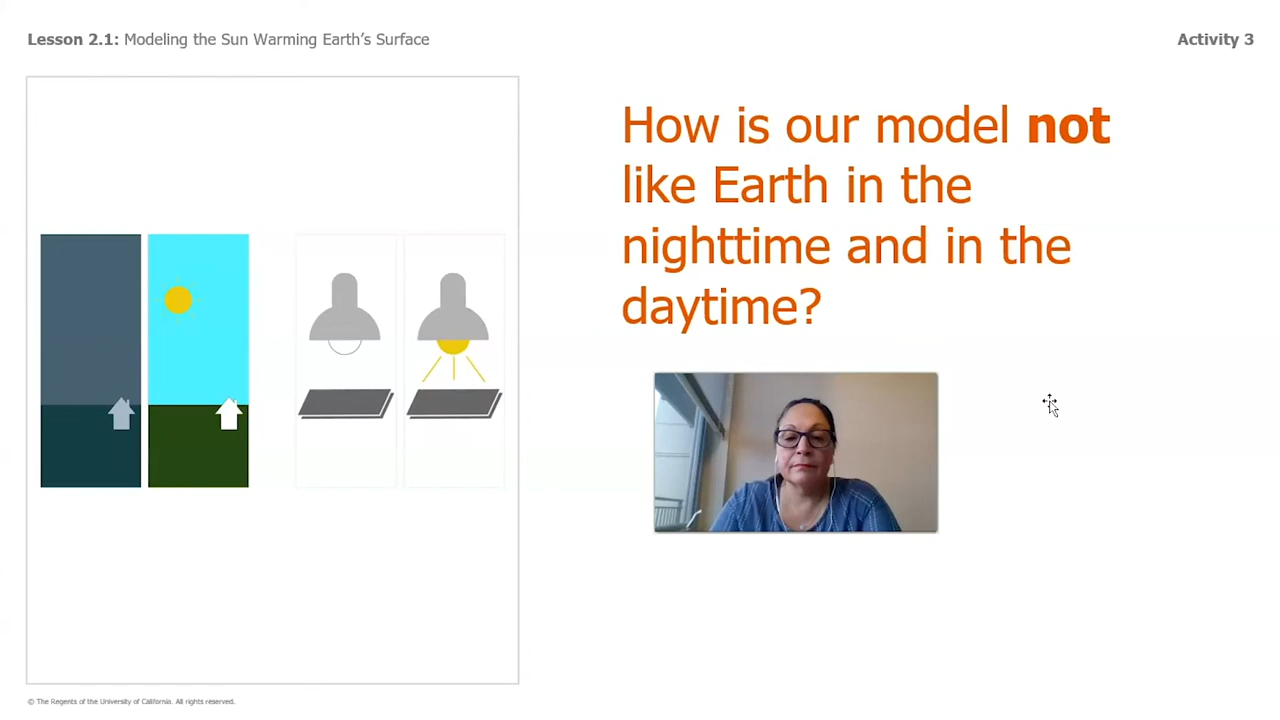 Lesson 2.1: Modeling the Sun Warming Earth's Surface
Activity 3
How is our model not
like Earth in the
nighttime and in the
daytime?
© The Regents of the University of California. All rights reserved.